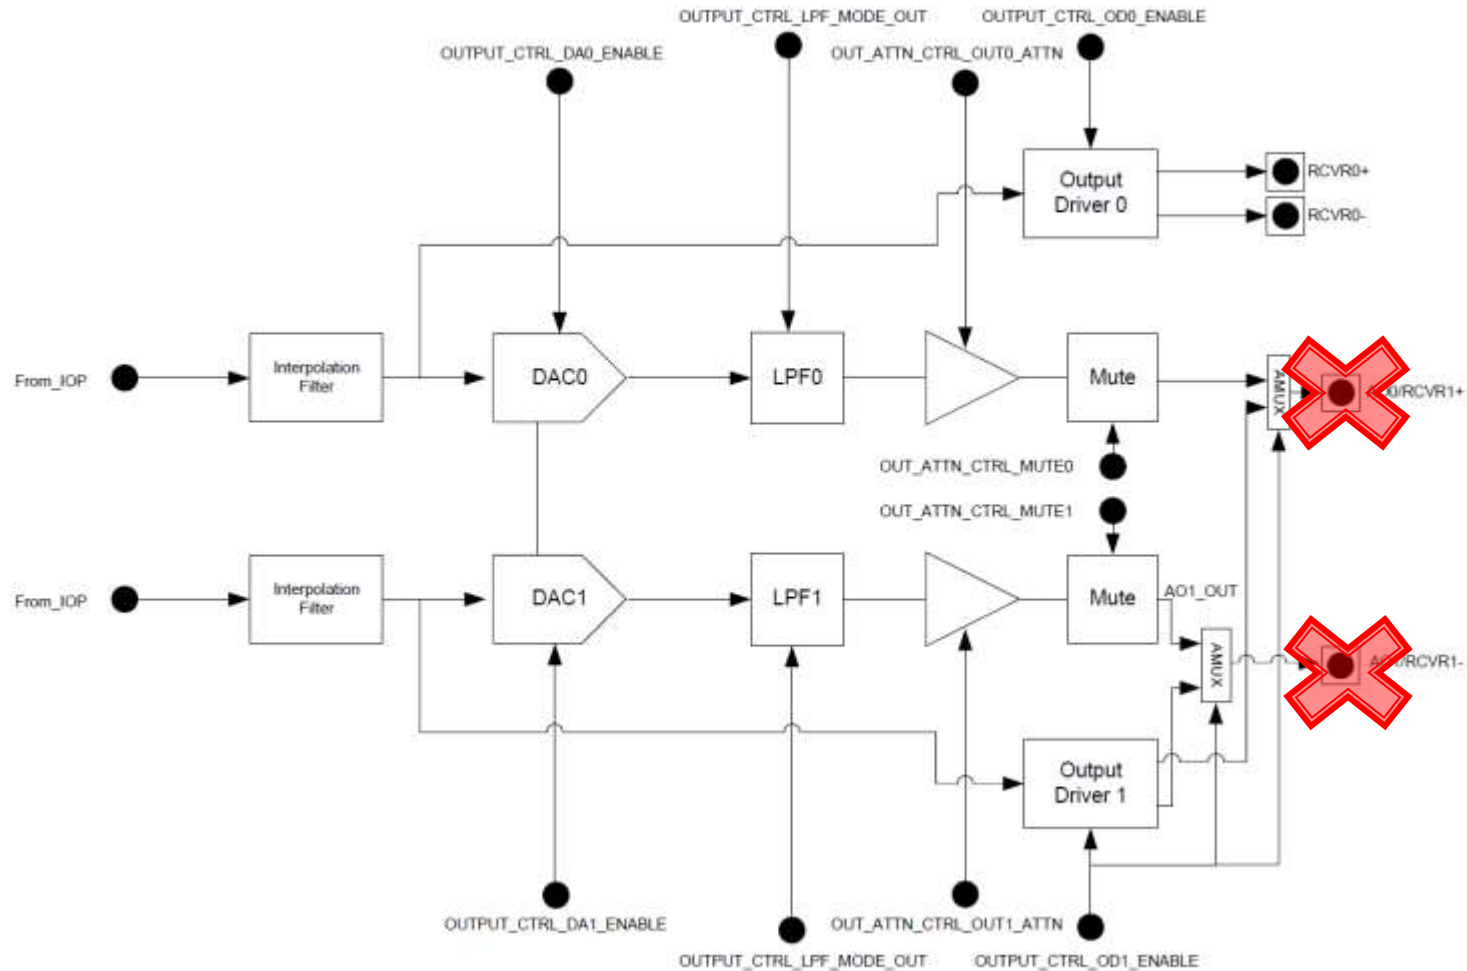 OUTPUT_CTRL_LPF_MODE_OUT
OUTPUT_CTRL_OD0_ENABLE
OUTPUT_CTRL_DA0_ENABLE
OUT_ATTN_CTRL_OUT0_ATTN
Output
Driver 0
RCVR0+
RCVR0-
From_IOP
Interpolation
Filter
DAC0
LPF0
Mute
AMUX
/RCVR1+
OUT_ATTN_CTRL_MUTE0
OUT_ATTN_CTRL_MUTE1
From_IOP
Interpolation
Filter
DAC1
LPF1
Mute
AO1_OUT
AMUX
/RCVR1-
Output
Driver 1
OUTPUT_CTRL_DA1_ENABLE
OUT_ATTN_CTRL_OUT1_ATTN
OUTPUT_CTRL_LPF_MODE_OUT
OUTPUT_CTRL_OD1_ENABLE